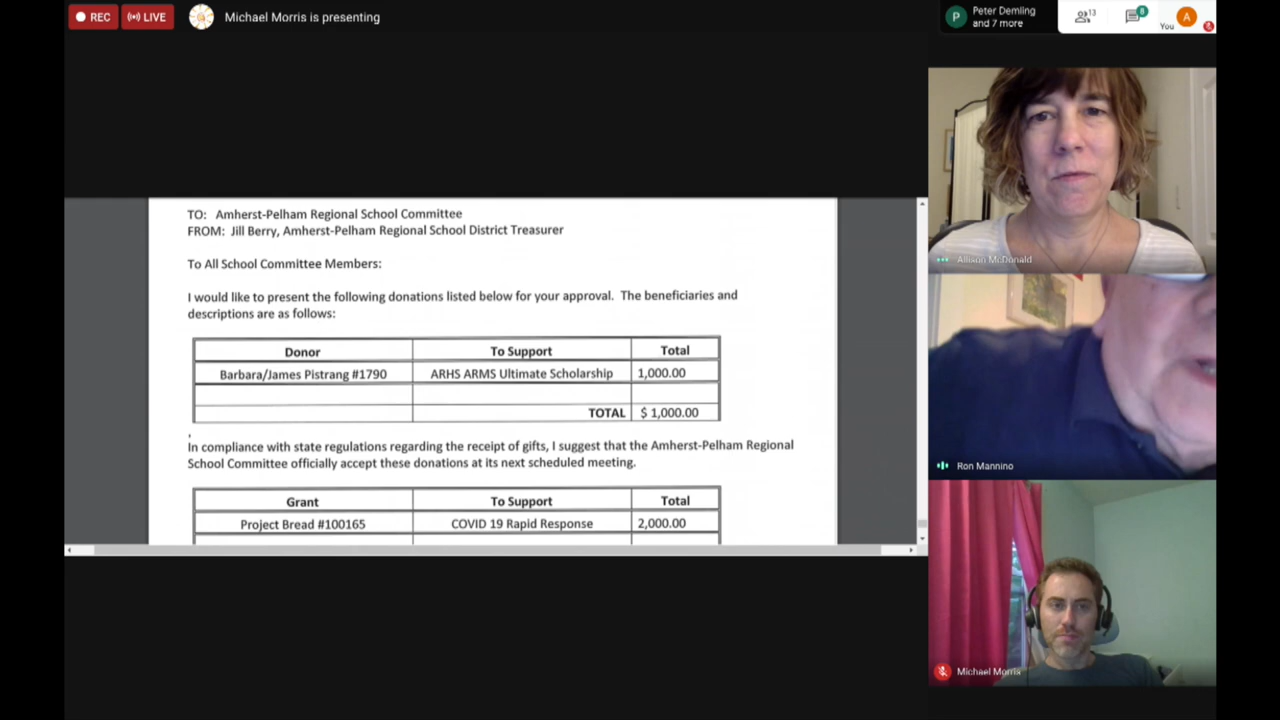 REC
LIVE
Michael Morris is presenting
P
Peter Demling
and 7 more
13
8
You
A
TO: Amherst-Pelham Regional School Committee
FROM: Jill Berry, Amherst-Pelham Regional School District Treasurer
To All School Committee Members:
I would like to present the following donations listed below for your approval. The beneficiaries and
descriptions are as follows:
Donor To Support Total
Barbara/James Pistrang #1790 ARHS ARMS Ultimate Scholarship 1,000.00
TOTAL $ 1,000.00
In compliance with state regulations regarding the receipt of gifts, I suggest that the Amherst-Pelham Regional
School Committee officially accept these donations at its next scheduled meeting.
Grant To Support Total
Project Bread #100165 COVID 19 Rapid Response 2,000.00
Allison McDonald
Ron Mannino
Michael Morris